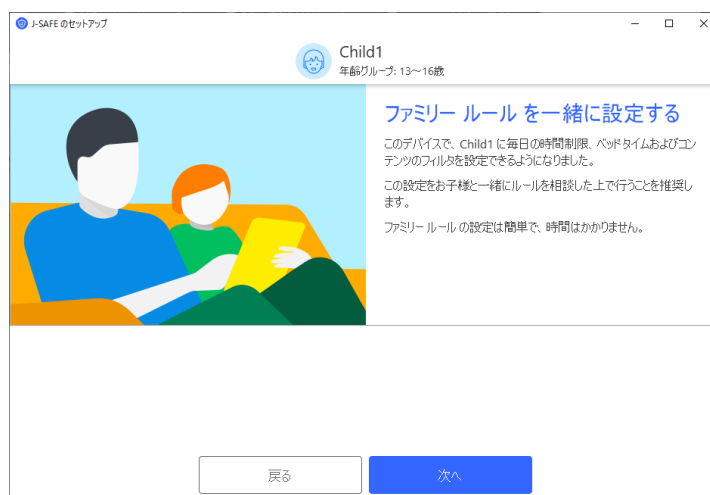 J-SAFE のセットアップ
Child1
年齢グループ: 13～16歳
ファミリー ルール を一緒に設定する
このデバイスで、Child1 に毎日の時間制限、ベッドタイムおよびコン
テンツのフィルタを設定できるようになりました。
この設定をお子様と一緒にルールを相談した上で行うことを推奨し
ます。
ファミリー ルール の設定は簡単で、時間はかかりません。
戻る
次へ